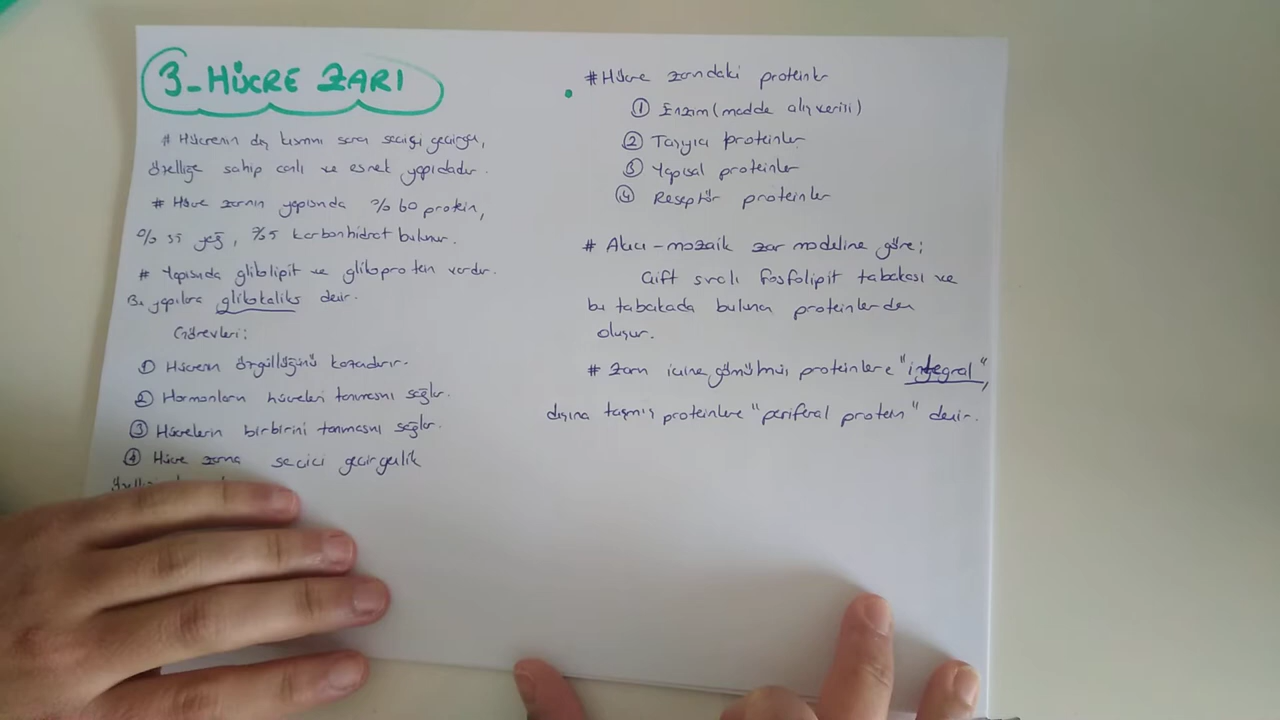 3-HÜCRE ZARI
# Hücrenin dış kısmını saran seçici geçirgen,
özelliğe sahip canlı ve esnek yapıdadır.
# Hücre zarının yapısında %60 protein,
%35 yağ, %5 karbonhidrat bulunur.
# Yapısında glikolipit ve glikoprotein vardır.
Bu yapılara glikokaliks denir.
Görevleri:
① Hücrenin özgüllüğünü kazandırır.
② Hormonların hücreleri tanımasını sağlar.
③ Hücrelerin birbirini tanımasını sağlar.
④ Hücre zarına seçici geçirgenlik
# Hücre zarındaki proteinler
① Enzim (madde alışverişi)
② Taşıyıcı proteinler
③ Yapısal proteinler
④ Reseptör proteinler
# Akıcı-mozaik zar modeline göre;
Çift sıralı fosfolipit tabakası ve
bu tabakada bulunan proteinlerden
oluşur.
# Zarın içine gömülmüş proteinlere "integral",
dışına taşmış proteinlere "periferal protein" denir.